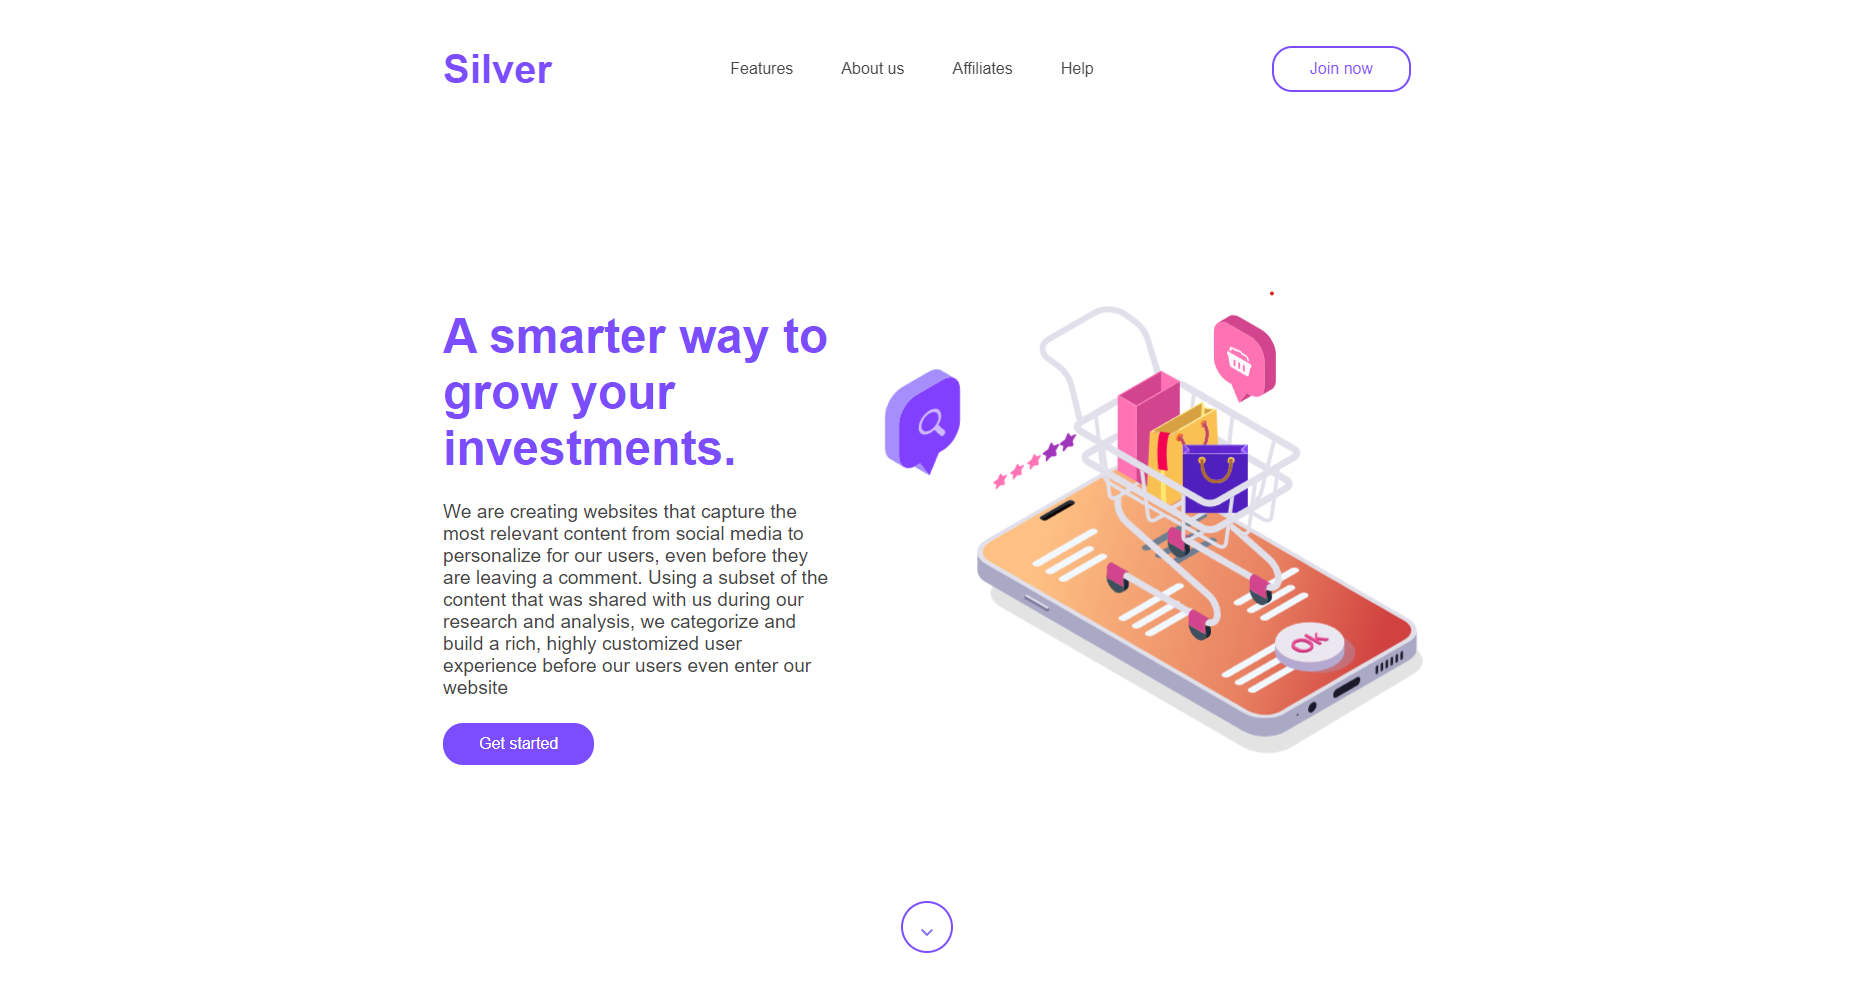 Silver
Features
About us
Affiliates
Help
Join now
A smarter way to
grow your
investments.
We are creating websites that capture the
most relevant content from social media to
personalize for our users, even before they
are leaving a comment. Using a subset of the
content that was shared with us during our
research and analysis, we categorize and
build a rich, highly customized user
experience before our users even enter our
website
Get started
Ok